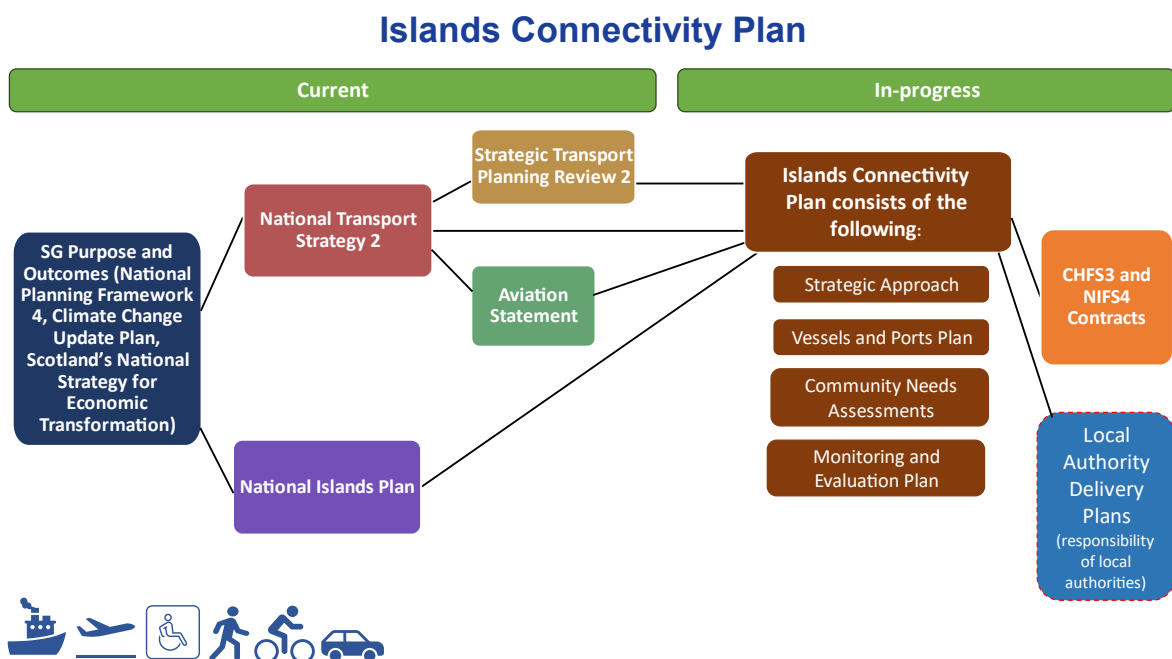 Islands Connectivity Plan
Current
In-progress
Strategic Transport
Planning Review 2
National Transport
Strategy 2
SG Purpose and
Outcomes (National
Planning Framework
4, Climate Change
Update Plan,
Scotland's National
Strategy for
Economic
Transformation)
Aviation
Statement
National Islands Plan
Islands Connectivity
Plan consists of the
following:
Strategic Approach
Vessels and Ports Plan
Community Needs
Assessments
Monitoring and
Evaluation Plan
CHFS3 and
NIFS4
Contracts
Local
Authority
Delivery
Plans
(responsibility
of local
authorities)